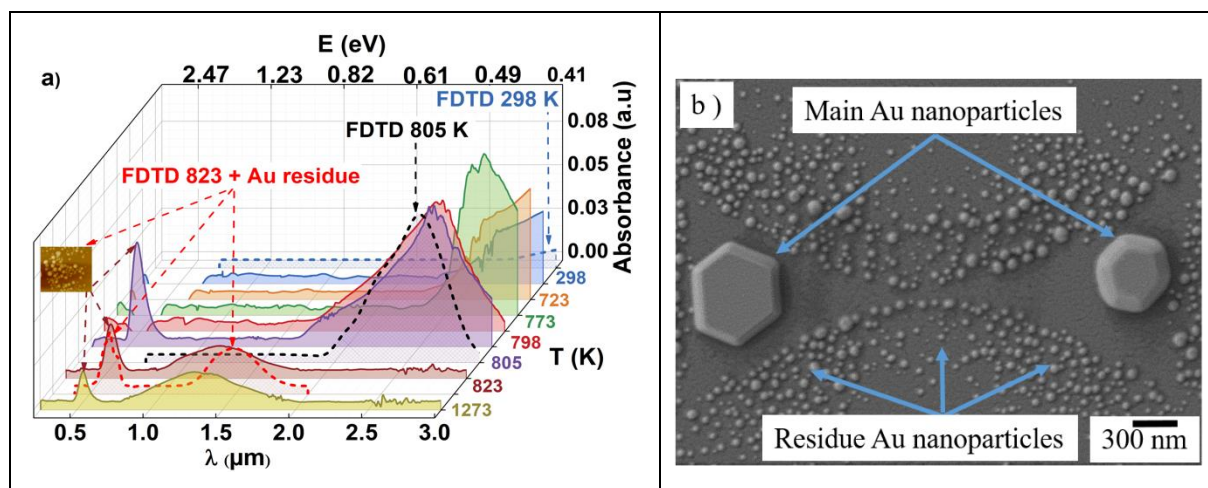 a)
E (eV)
2.47 1.23 0.82 0.61 0.49 0.41
FDTD 298 K
FDTD 805 K
FDTD 823 + Au residue
Absorbance (a.u)
0.08
0.05
0.03
0.00
298
723
773
798
805
823
1273
T (K)
0.5 1.0 1.5 2.0 2.5 3.0
λ (μm)
b )
Main Au nanoparticles
Residue Au nanoparticles
300 nm